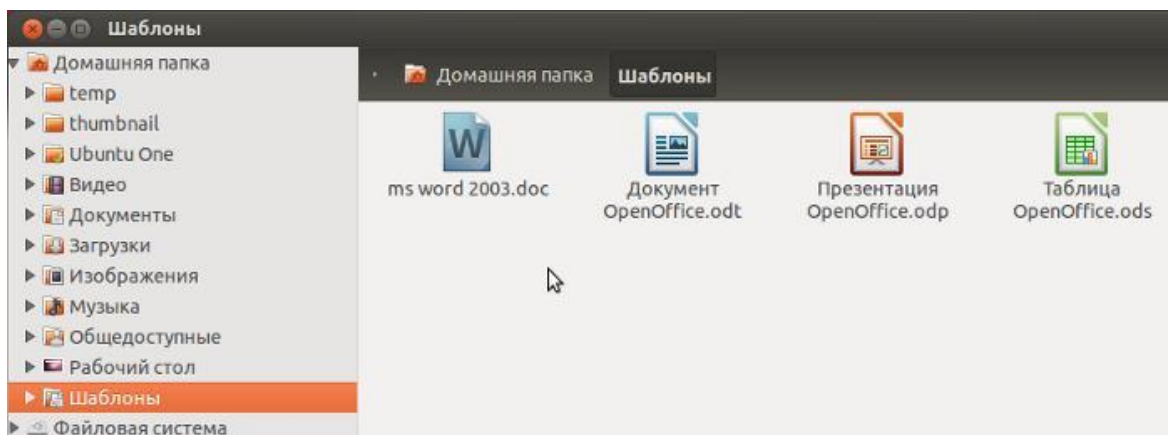 Шаблоны
Домашняя папка
temp
thumbnail
Ubuntu One
Видео
Документы
Загрузки
Изображения
Музыка
Общедоступные
Рабочий стол
Шаблоны
Файловая система
Домашняя папка Шаблоны
W
ms word 2003.doc
Документ
OpenOffice.odt
Презентация
OpenOffice.odp
Таблица
OpenOffice.ods